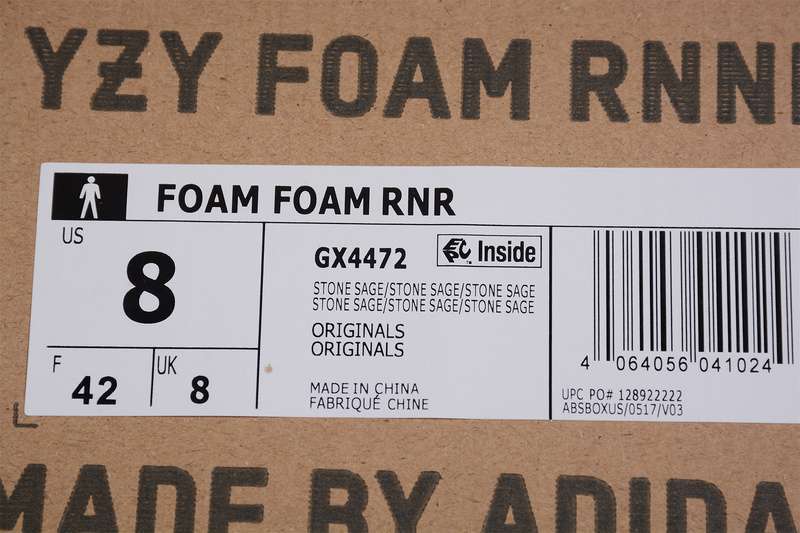 YZY FOAM RNN
FOAM FOAM RNR
US
8
F
42
UK
8
GX4472
Inside
STONE SAGE/STONE SAGE/STONE SAGE
STONE SAGE/STONE SAGE/STONE SAGE
ORIGINALS
ORIGINALS
MADE IN CHINA
FABRIQUÉ CHINE
4 064056 041024
UPC PO# 128922222
ABSBOXUS/0517/V03
MADE BY ADIDA